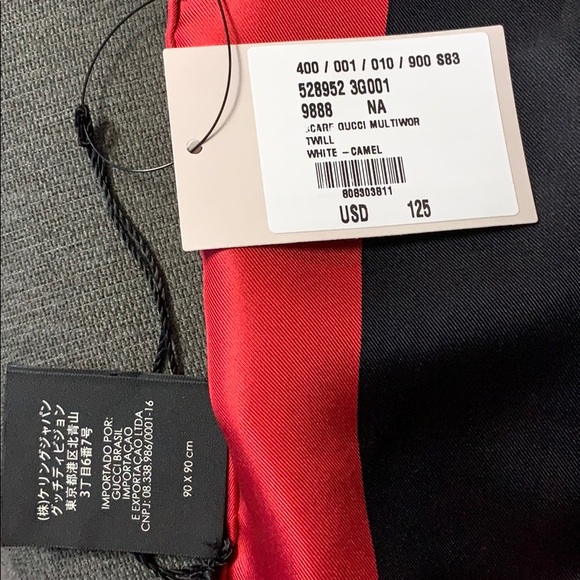 400 / 001 / 010 / 900 S83
528952 3G001
9888 NA
SCARF GUCCI MULTIWOR
TWILL
WHITE - CAMEL
808303811
USD 125
(株)ケリングジャパン
グッチディビジョン
東京都港区北青山
3丁目6番7号
IMPORTADO POR:
GUCCI BRASIL
IMPORTACAO
E EXPORTACAO LTDA
CNPJ: 08.338.986/0001-16
90 X 90 cm